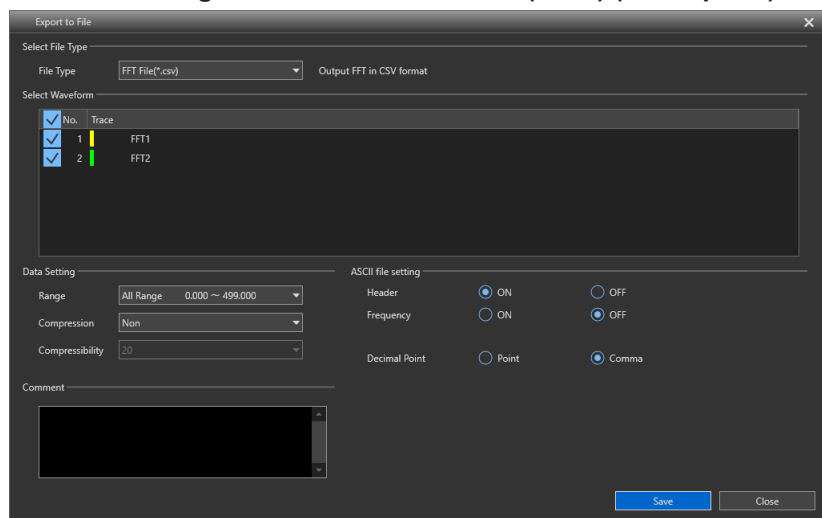 Export to File
Select File Type
File Type FFT File(*.csv) Output FFT in CSV format
Select Waveform
No. Trace
1 FFT1
2 FFT2
Data Setting
Range All Range 0.000 ~ 499.000
Compression Non
Compressibility 20
Comment
ASCII file setting
Header ON OFF
Frequency ON OFF
Decimal Point Point Comma
Save Close